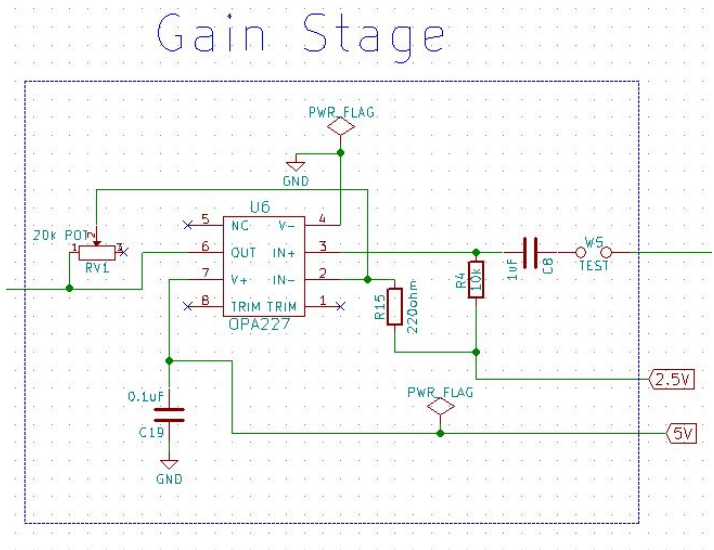 Gain Stage
PWR_FLAG
GND
U6
20k POT
1 2 3
RV1
5 NC V- 4
6 OUT IN+ 3
7 V+ IN- 2
8 TRIM TRIM 1
OPA227
R4
10k
1uF
C8
W5
TEST
R15
220ohm
2.5V
0.1uF
C19
GND
PWR_FLAG
5V